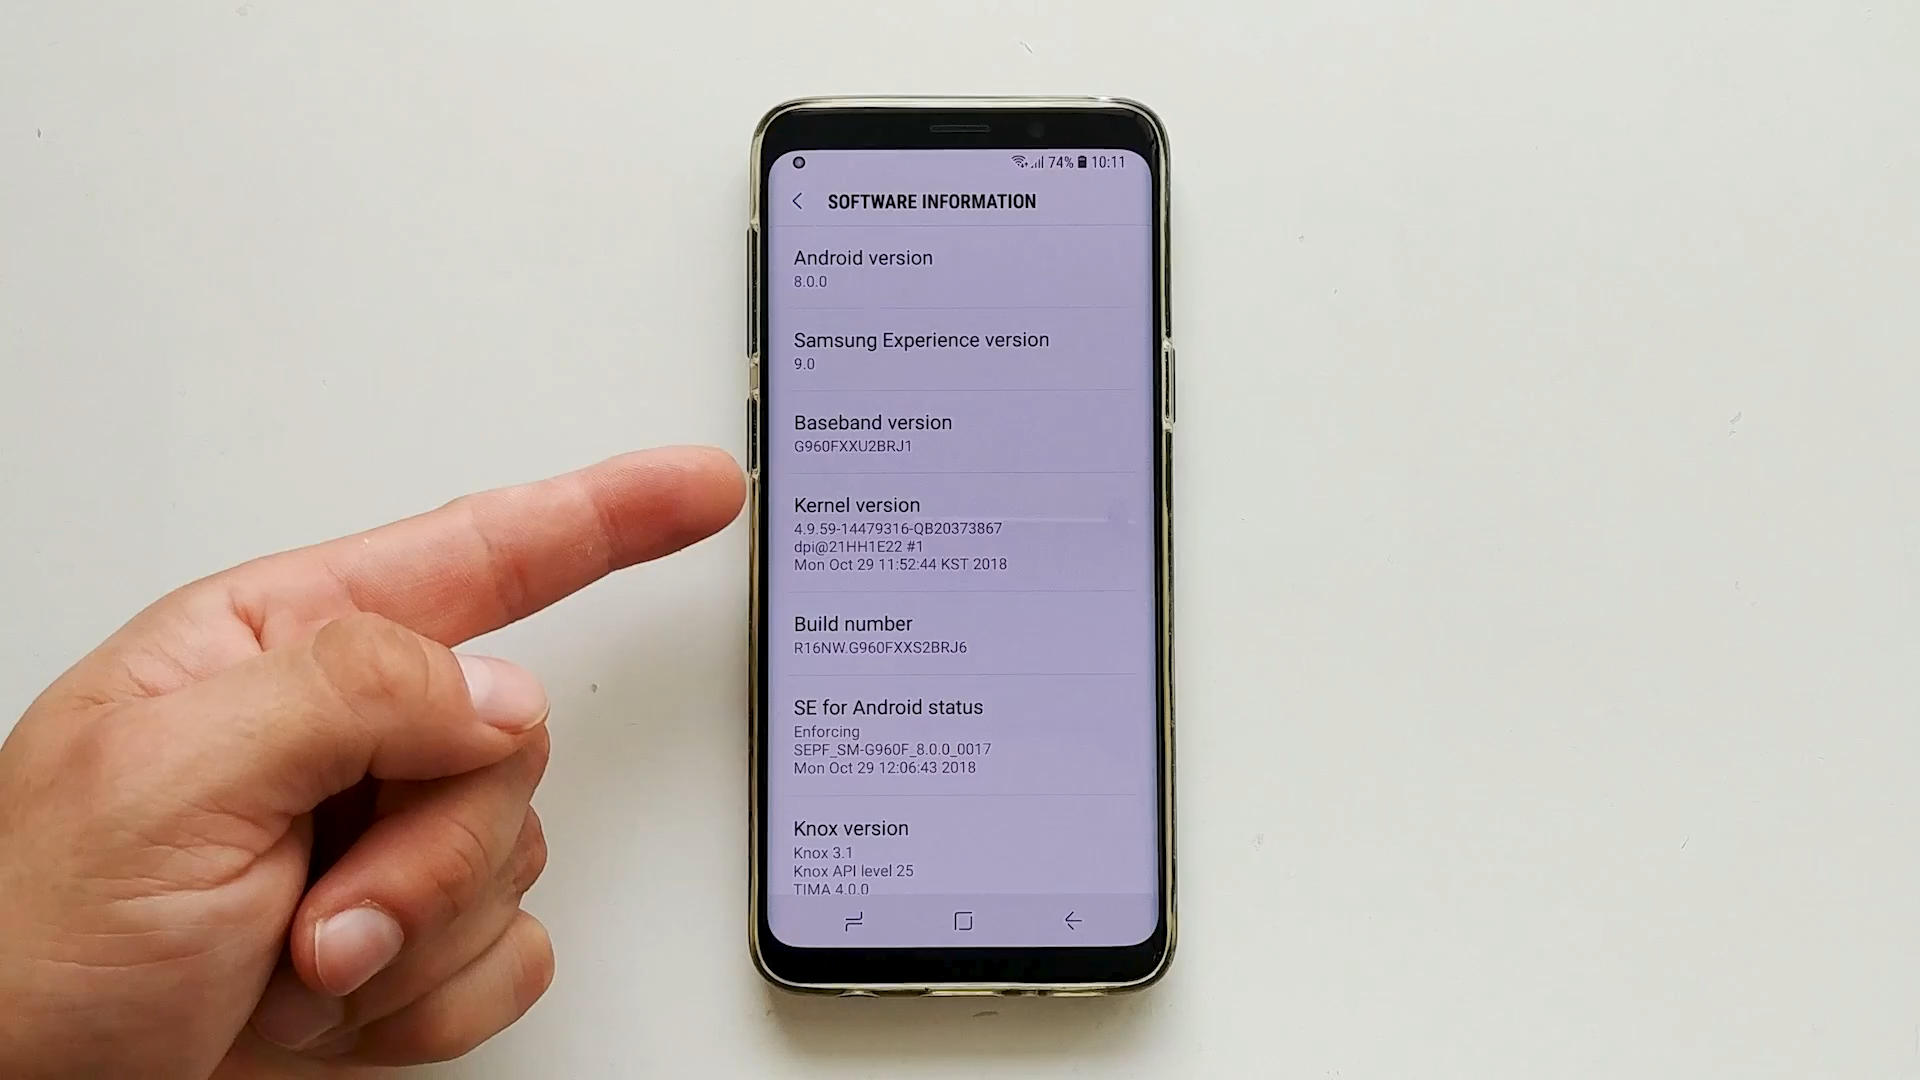 74% 10:11
SOFTWARE INFORMATION
Android version
8.0.0
Samsung Experience version
9.0
Baseband version
G960FXXU2BRJ1
Kernel version
4.9.59-14479316-QB20373867
dpi@21HH1E22 #1
Mon Oct 29 11:52:44 KST 2018
Build number
R16NW.G960FXXS2BRJ6
SE for Android status
Enforcing
SEPF_SM-G960F_8.0.0_0017
Mon Oct 29 12:06:43 2018
Knox version
Knox 3.1
Knox API level 25
TIMA 4.0.0